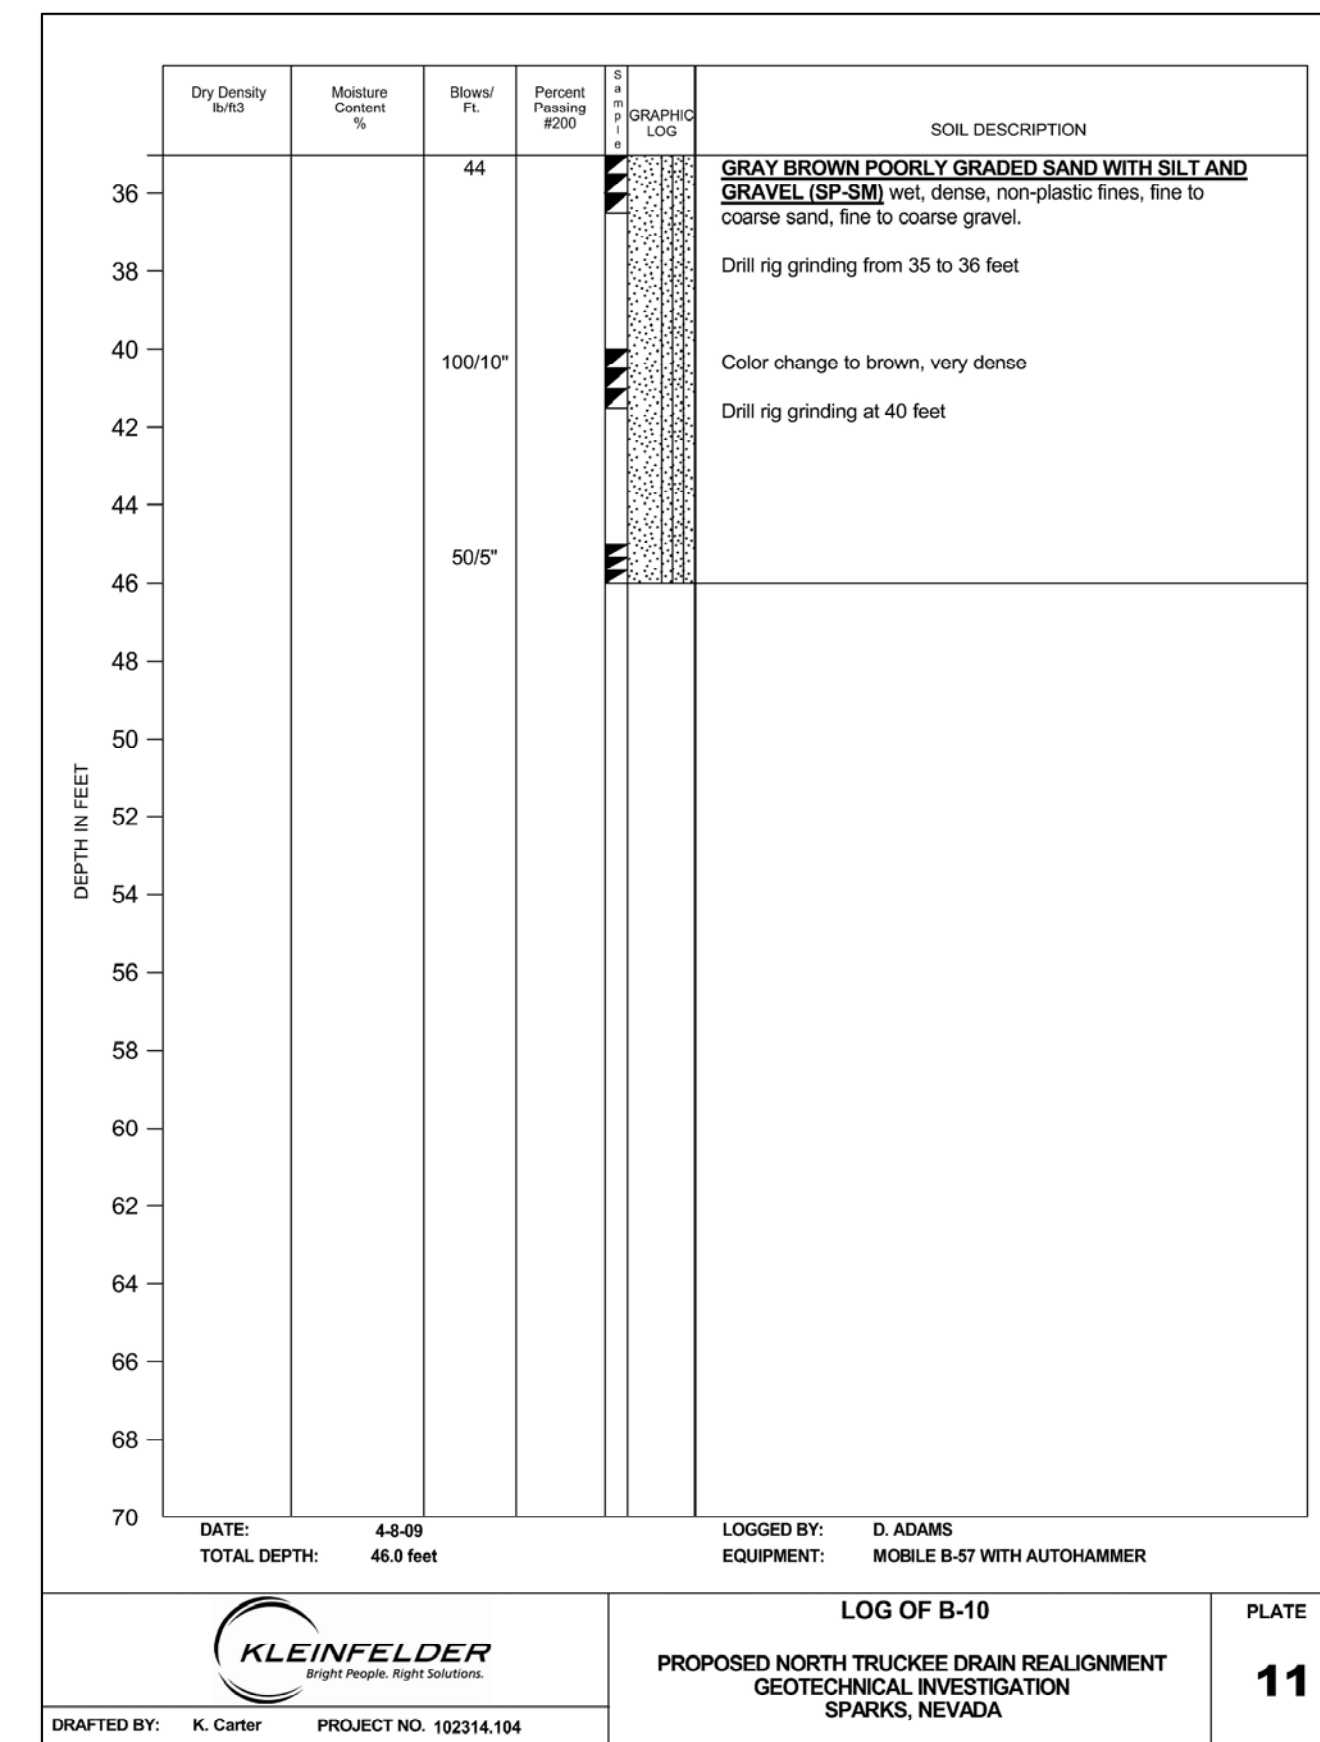 Dry Density
lb/ft3
Moisture
Content
%
Blows/
Ft.
Percent
Passing
#200
Sample
GRAPHIC
LOG
SOIL DESCRIPTION
44
GRAY BROWN POORLY GRADED SAND WITH SILT AND
GRAVEL (SP-SM) wet, dense, non-plastic fines, fine to
coarse sand, fine to coarse gravel.
36
Drill rig grinding from 35 to 36 feet
38
40
100/10"
Color change to brown, very dense
Drill rig grinding at 40 feet
42
44
50/5"
46
48
50
DEPTH IN FEET
52
54
56
58
60
62
64
66
68
70
DATE: 4-8-09
TOTAL DEPTH: 46.0 feet
LOGGED BY: D. ADAMS
EQUIPMENT: MOBILE B-57 WITH AUTOHAMMER
KLEINFELDER
Bright People. Right Solutions.
DRAFTED BY: K. Carter PROJECT NO. 102314.104
LOG OF B-10
PROPOSED NORTH TRUCKEE DRAIN REALIGNMENT
GEOTECHNICAL INVESTIGATION
SPARKS, NEVADA
PLATE
11